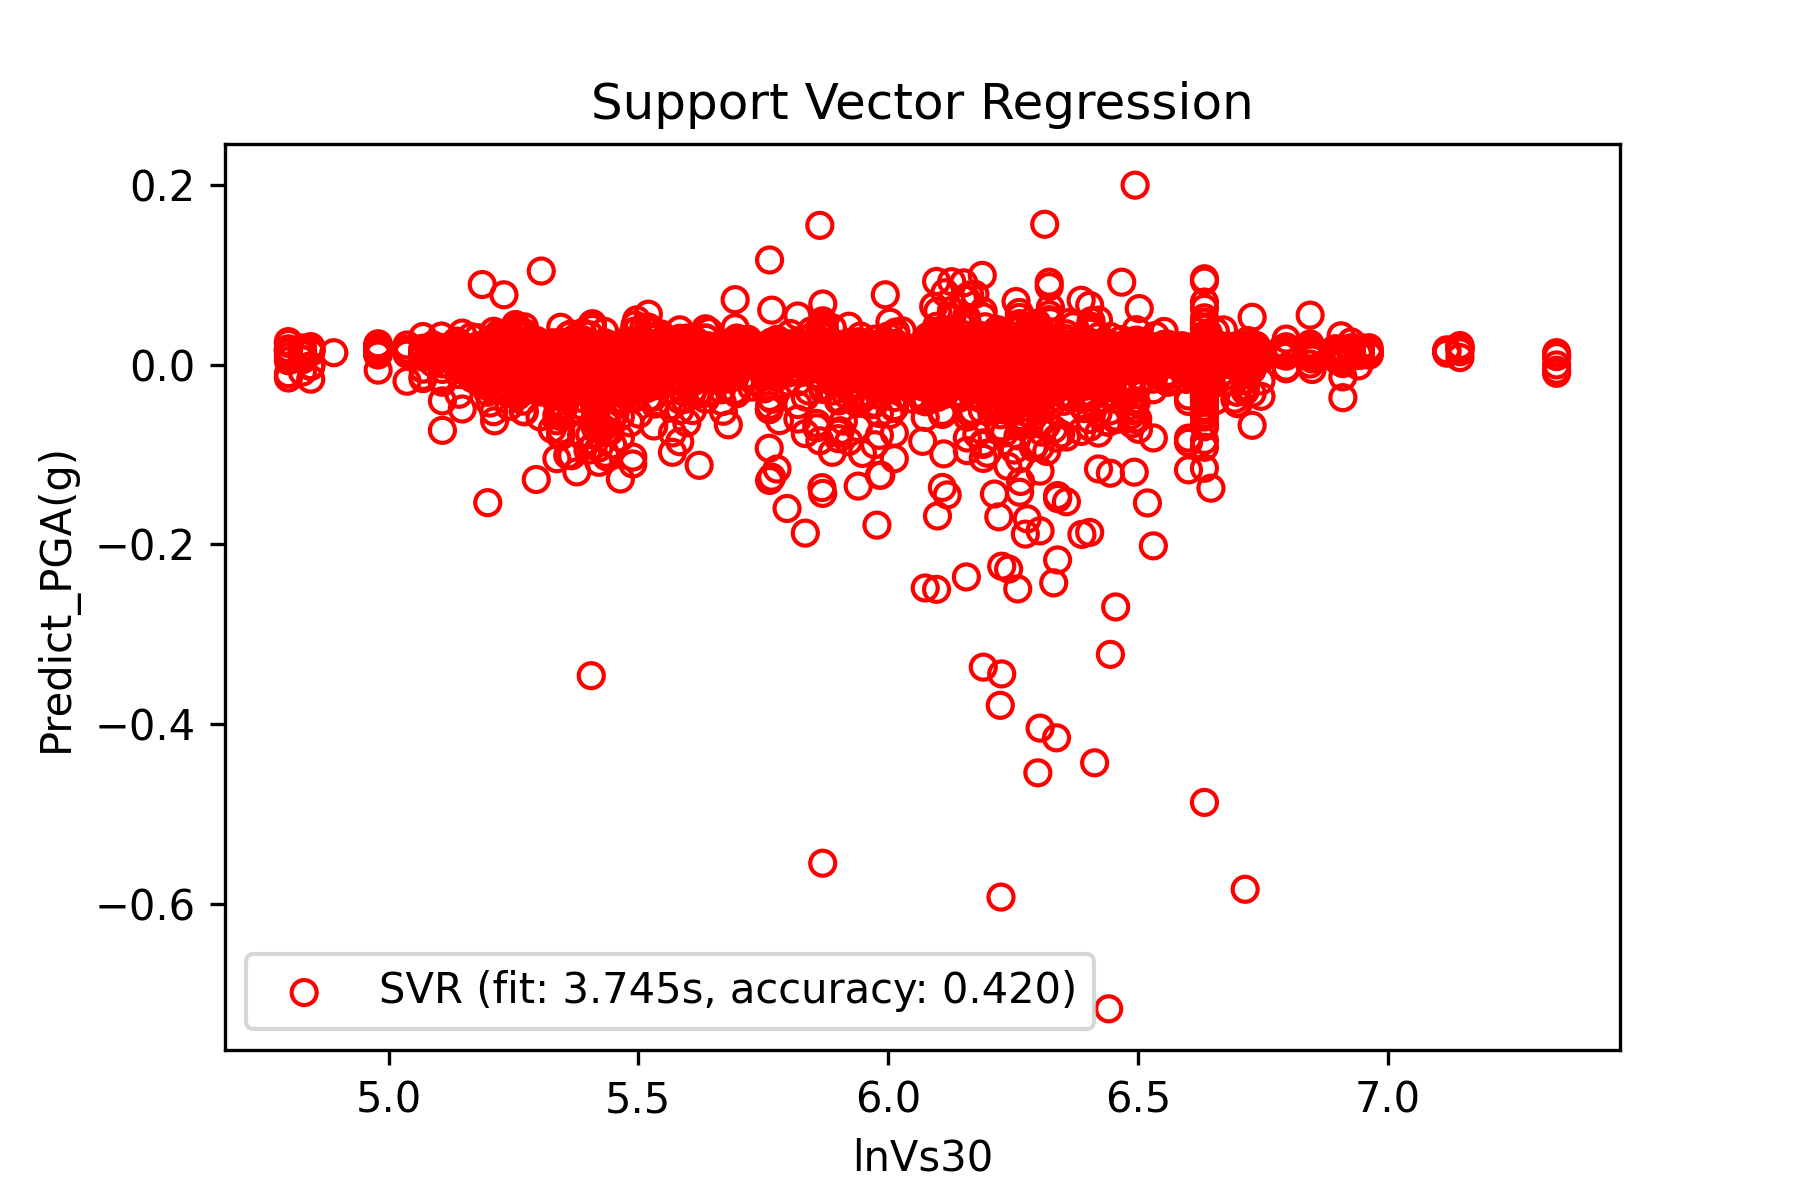 Support Vector Regression
0.2
0.0
−0.2
−0.4
−0.6
Predict_PGA(g)
SVR (fit: 3.745s, accuracy: 0.420)
5.0 5.5 6.0 6.5 7.0
lnVs30